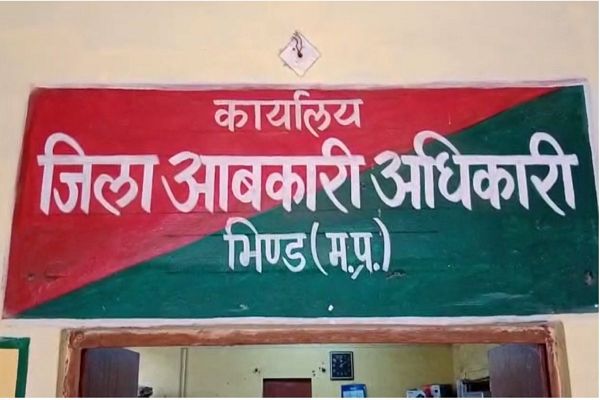 कार्यालय
जिला आबकारी अधिकारी
भिण्ड (म.प्र.)